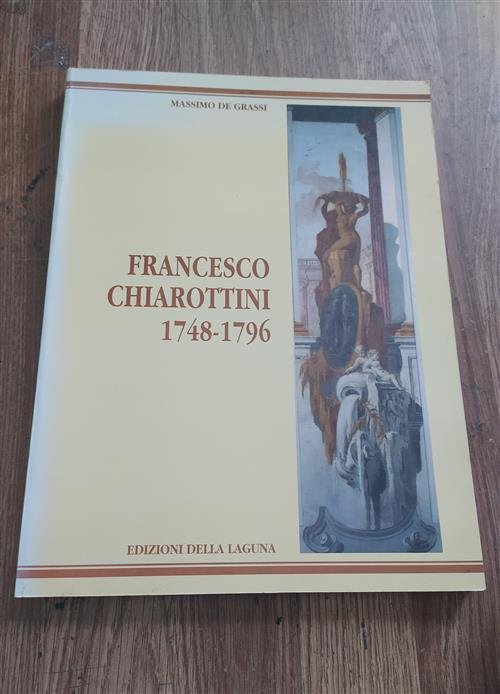 MASSIMO DE GRASSI
FRANCESCO
CHIAROTTINI
1748-1796
EDIZIONI DELLA LAGUNA